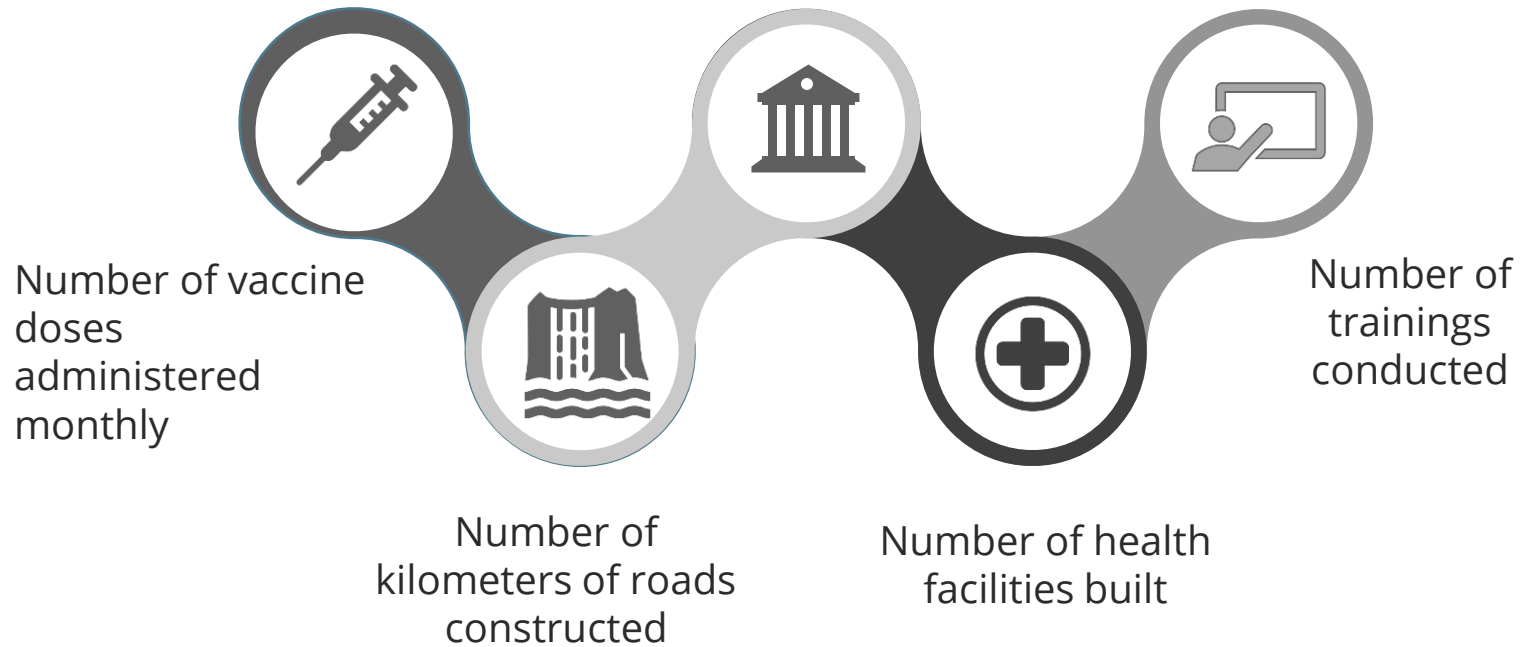 Number of vaccine
doses
administered
monthly
Number of
kilometers of roads
constructed
Number of health
facilities built
Number of
trainings
conducted